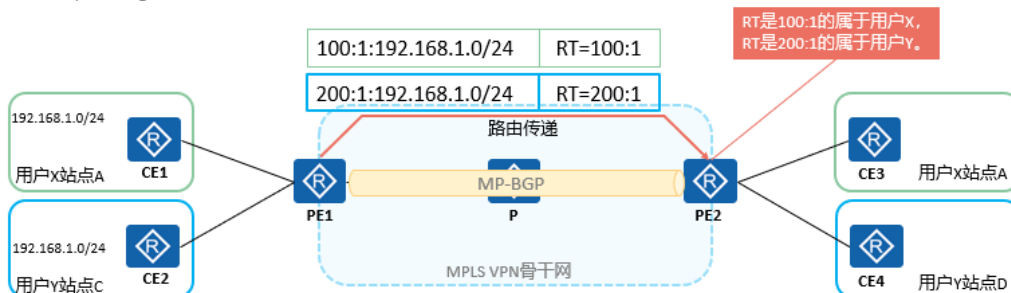 RT是100:1的属于用户X，
RT是200:1的属于用户Y。
100:1:192.168.1.0/24 RT=100:1
200:1:192.168.1.0/24 RT=200:1
路由传递
192.168.1.0/24
R
CE1
用户X站点A
192.168.1.0/24
R
CE2
用户Y站点C
R
PE1
MP-BGP
P
R
PE2
MPLS VPN骨干网
R
CE3
用户X站点A
R
CE4
用户Y站点D